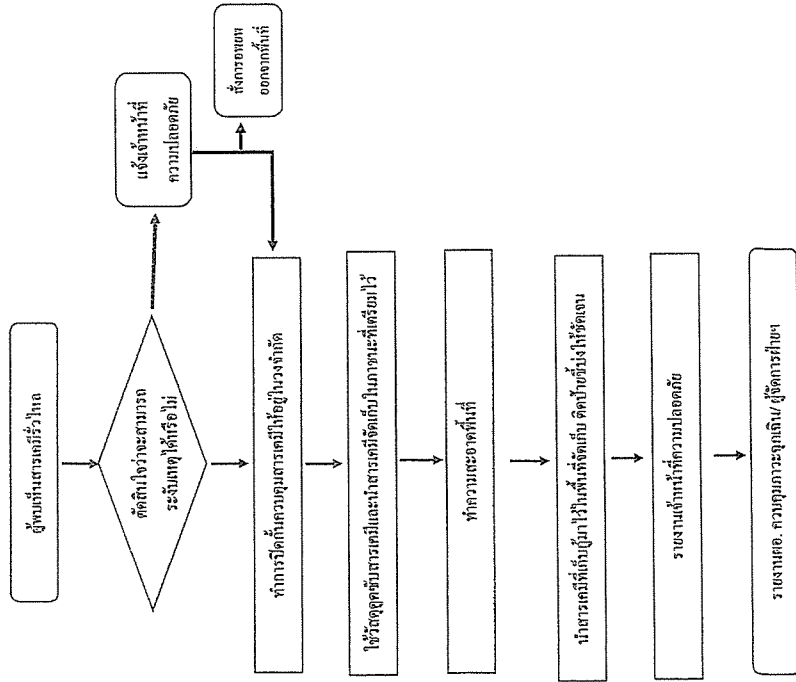 ผู้พบเห็นสารเคมีรั่วไหล
ตัดสินใจว่าจะสามารถ
ระงับเหตุได้หรือไม่
แจ้งเจ้าหน้าที่
ความปลอดภัย
สั่งการอพยพ
ออกจากพื้นที่
ทำการปิดกั้นควบคุมสารเคมีให้อยู่ในวงจำกัด
ใช้วัสดุดูดซับสารเคมีและนำสารเคมีจัดเก็บในภาชนะที่เตรียมไว้
ทำความสะอาดพื้นที่
นำสารเคมีที่เก็บกู้มาไว้ในพื้นที่จัดเก็บ ติดป้ายชี้บ่งให้ชัดเจน
รายงานเจ้าหน้าที่ความปลอดภัย
รายงานผอ. ควบคุมภาวะฉุกเฉิน/ ผู้จัดการฝ่ายฯ